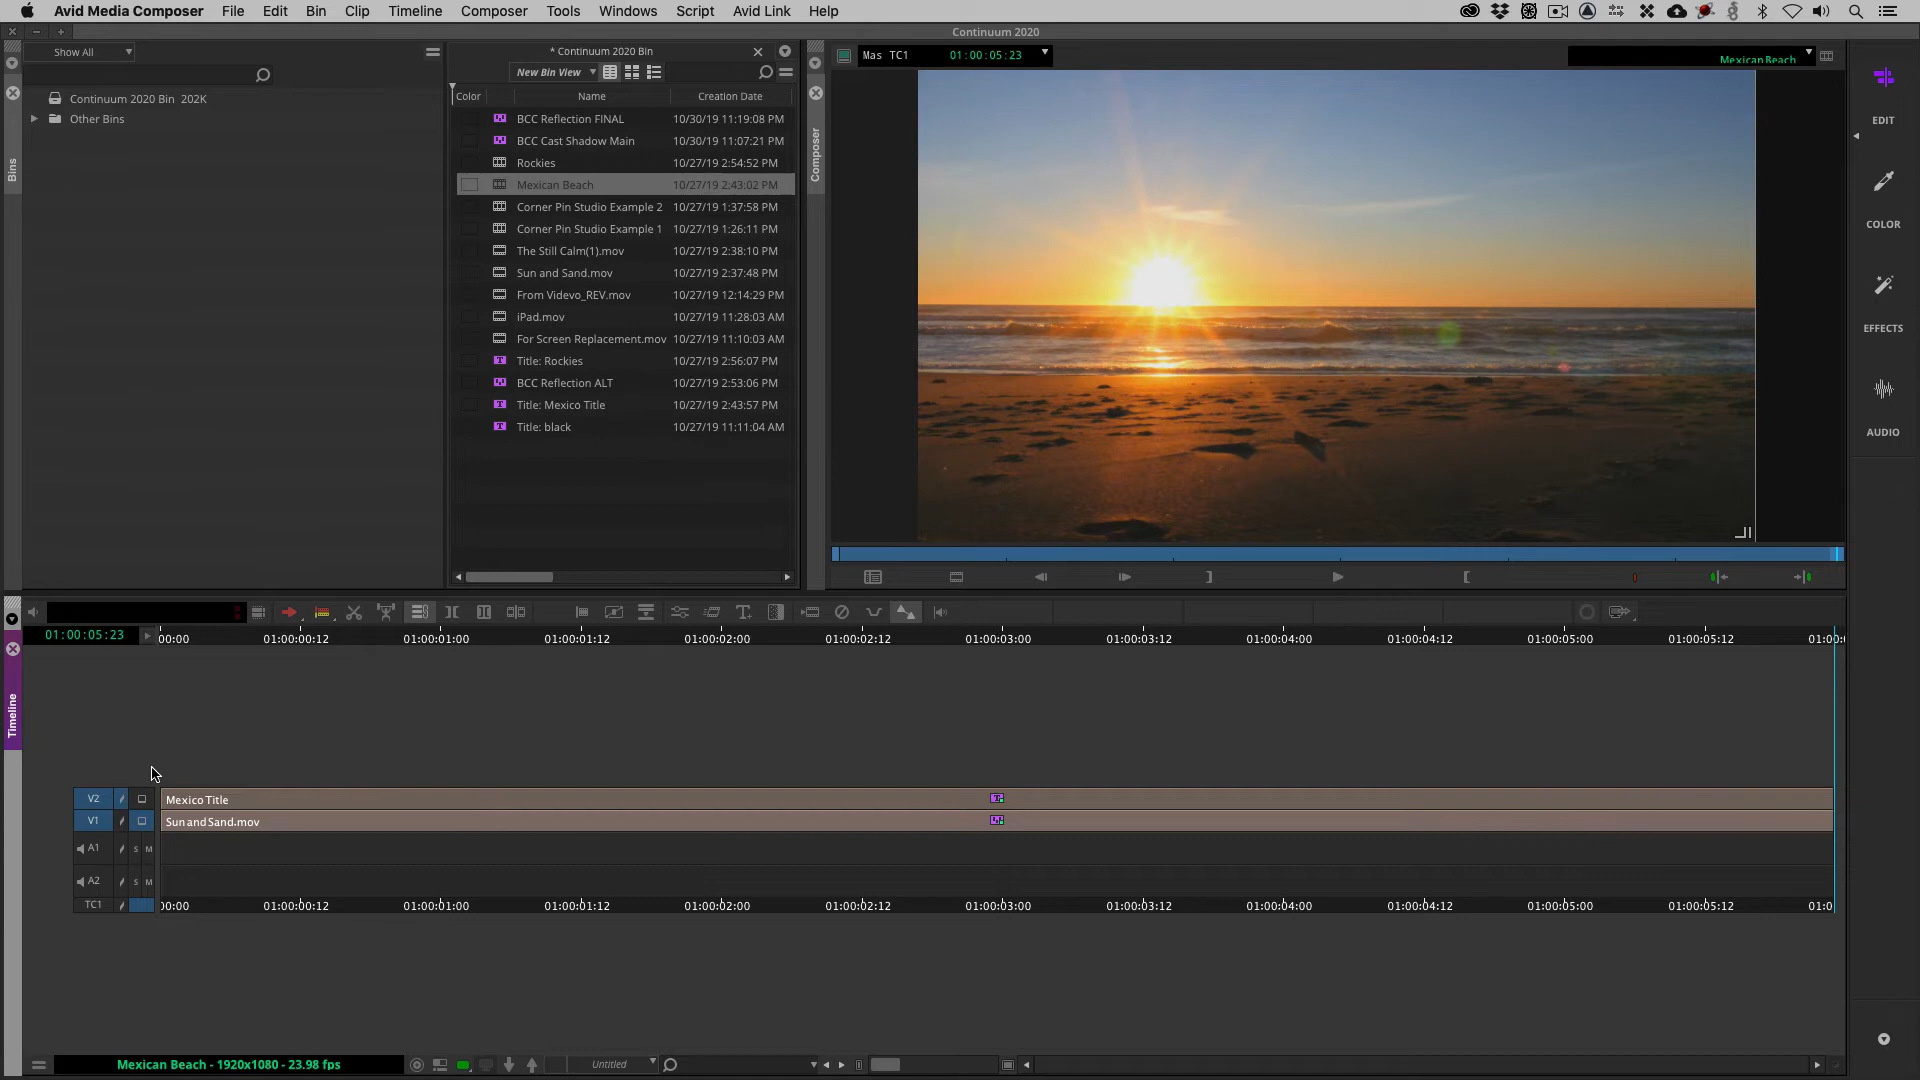 Avid Media Composer File Edit Bin Clip Timeline Composer Tools Windows Script Avid Link Help
Continuum 2020
Show All
* Continuum 2020 Bin
Mas TC1 01:00:05:23
Mexican Beach
New Bin View
Bins
Composer
EDIT
COLOR
EFFECTS
AUDIO
Continuum 2020 Bin 202K
Other Bins
Color Name Creation Date
BCC Reflection FINAL 10/30/19 11:19:08 PM
BCC Cast Shadow Main 10/30/19 11:07:21 PM
Rockies 10/27/19 2:54:52 PM
Mexican Beach 10/27/19 2:43:02 PM
Corner Pin Studio Example 2 10/27/19 1:37:58 PM
Corner Pin Studio Example 1 10/27/19 1:26:11 PM
The Still Calm(1).mov 10/27/19 2:38:10 PM
Sun and Sand.mov 10/27/19 2:37:48 PM
From Videvo_REV.mov 10/27/19 12:14:29 PM
iPad.mov 10/27/19 11:28:03 AM
For Screen Replacement.mov 10/27/19 11:10:03 AM
Title: Rockies 10/27/19 2:56:07 PM
BCC Reflection ALT 10/27/19 2:53:06 PM
Title: Mexico Title 10/27/19 2:43:57 PM
Title: black 10/27/19 11:11:04 AM
01:00:05:23
00:00 01:00:00:12 01:00:01:00 01:00:01:12 01:00:02:00 01:00:02:12 01:00:03:00 01:00:03:12 01:00:04:00 01:00:04:12 01:00:05:00 01:00:05:12 01:00:
Timeline
V2 Mexico Title
V1 Sun and Sand.mov
A1 S M
A2 S M
TC1 00:00 01:00:00:12 01:00:01:00 01:00:01:12 01:00:02:00 01:00:02:12 01:00:03:00 01:00:03:12 01:00:04:00 01:00:04:12 01:00:05:00 01:00:05:12 01:0
Mexican Beach - 1920x1080 - 23.98 fps
Untitled